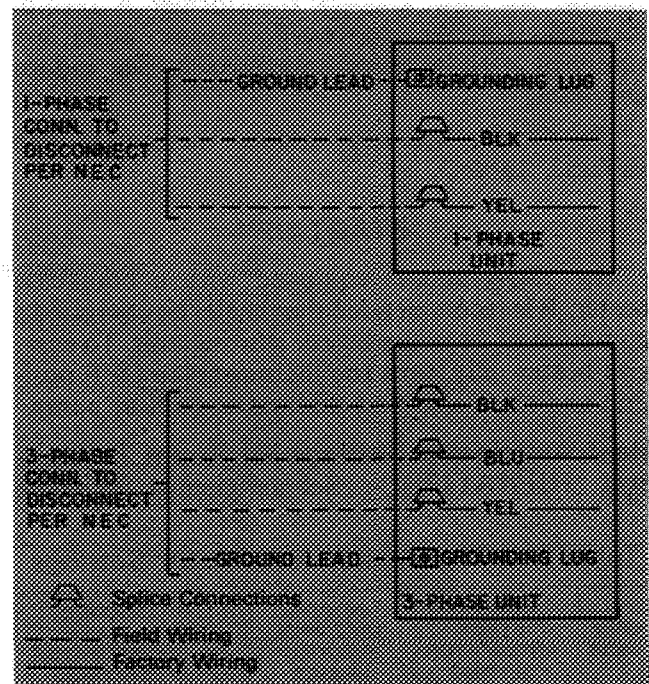 GROUND LEAD
GROUNDING LUG
1-PHASE
CONN. TO
DISCONNECT
PER N.E.C.
BLK
YEL
1-PHASE
UNIT
BLK
3-PHASE
CONN. TO
DISCONNECT
PER N.E.C.
BLU
YEL
GROUND LEAD
GROUNDING LUG
3-PHASE UNIT
Splice Connections
Field Wiring
Factory Wiring